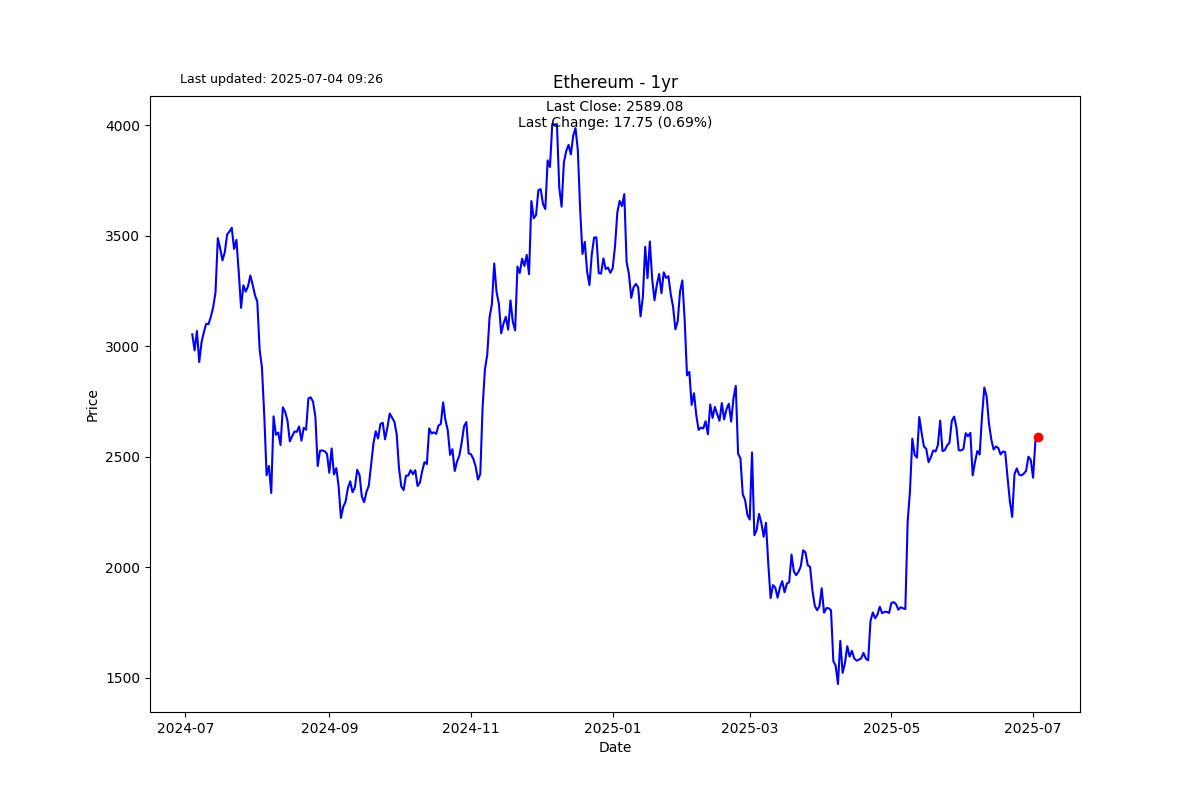 Last updated: 2025-07-04 09:26
Ethereum - 1yr
Last Close: 2589.08
Last Change: 17.75 (0.69%)
4000
3500
3000
2500
2000
1500
Price
2024-07
2024-09
2024-11
2025-01
2025-03
2025-05
2025-07
Date